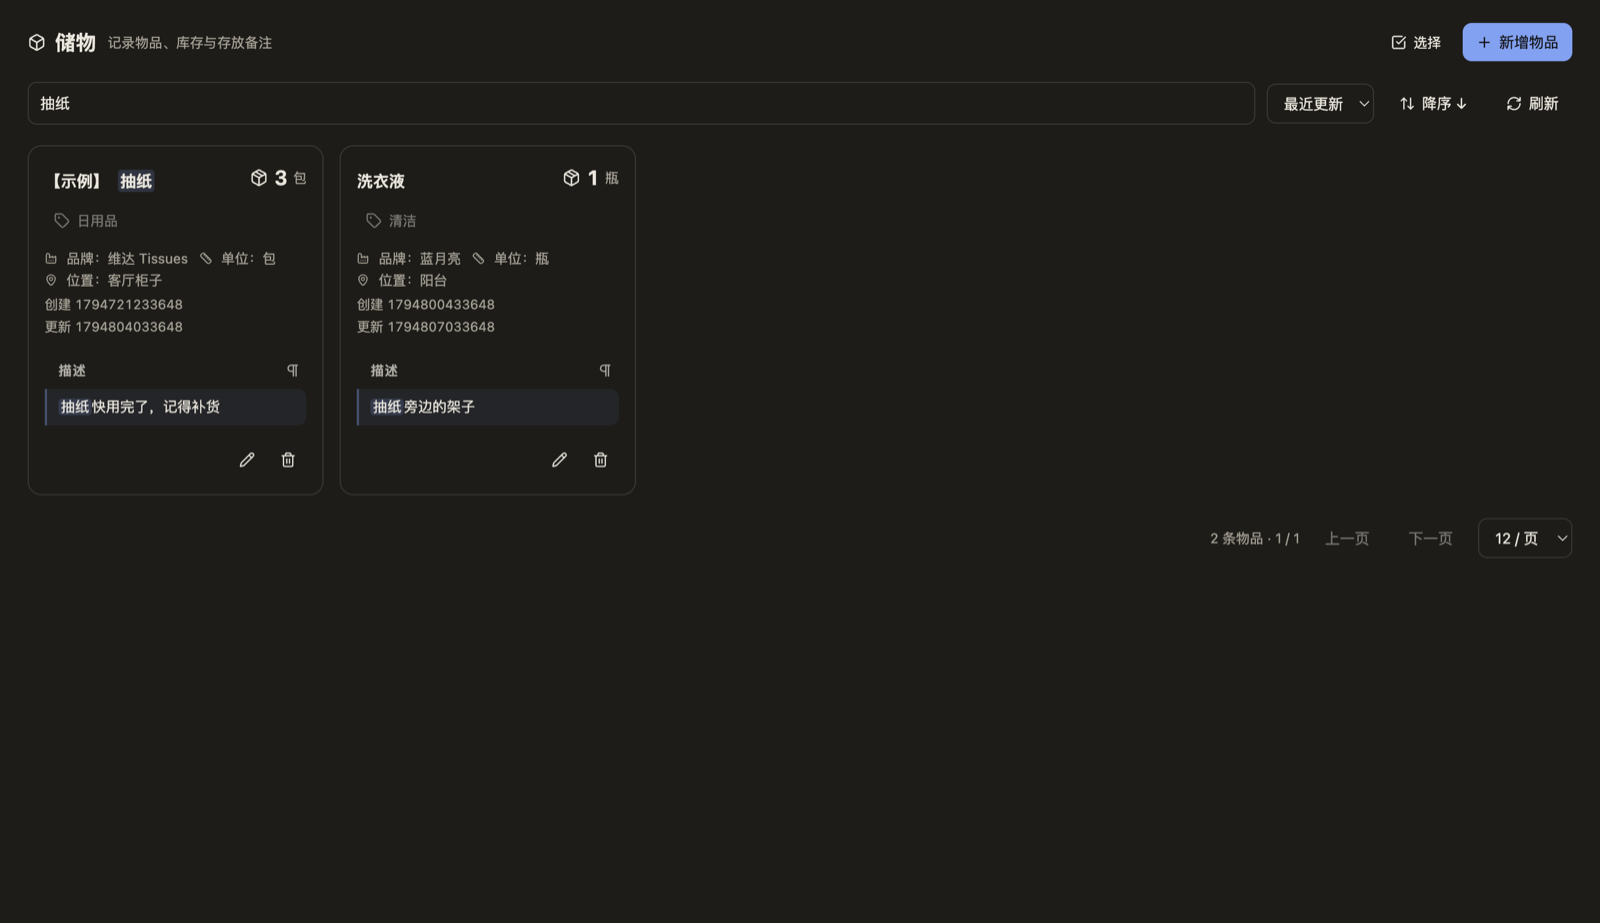 储物 记录物品、库存与存放备注 选择 + 新增物品
抽纸 最近更新 降序 ↓ 刷新
【示例】 抽纸 3 包
日用品
品牌：维达 Tissues 单位：包
位置：客厅柜子
创建 1794721233648
更新 1794804033648
描述
抽纸快用完了，记得补货
洗衣液 1 瓶
清洁
品牌：蓝月亮 单位：瓶
位置：阳台
创建 1794800433648
更新 1794807033648
描述
抽纸旁边的架子
2 条物品 · 1 / 1 上一页 下一页 12 / 页